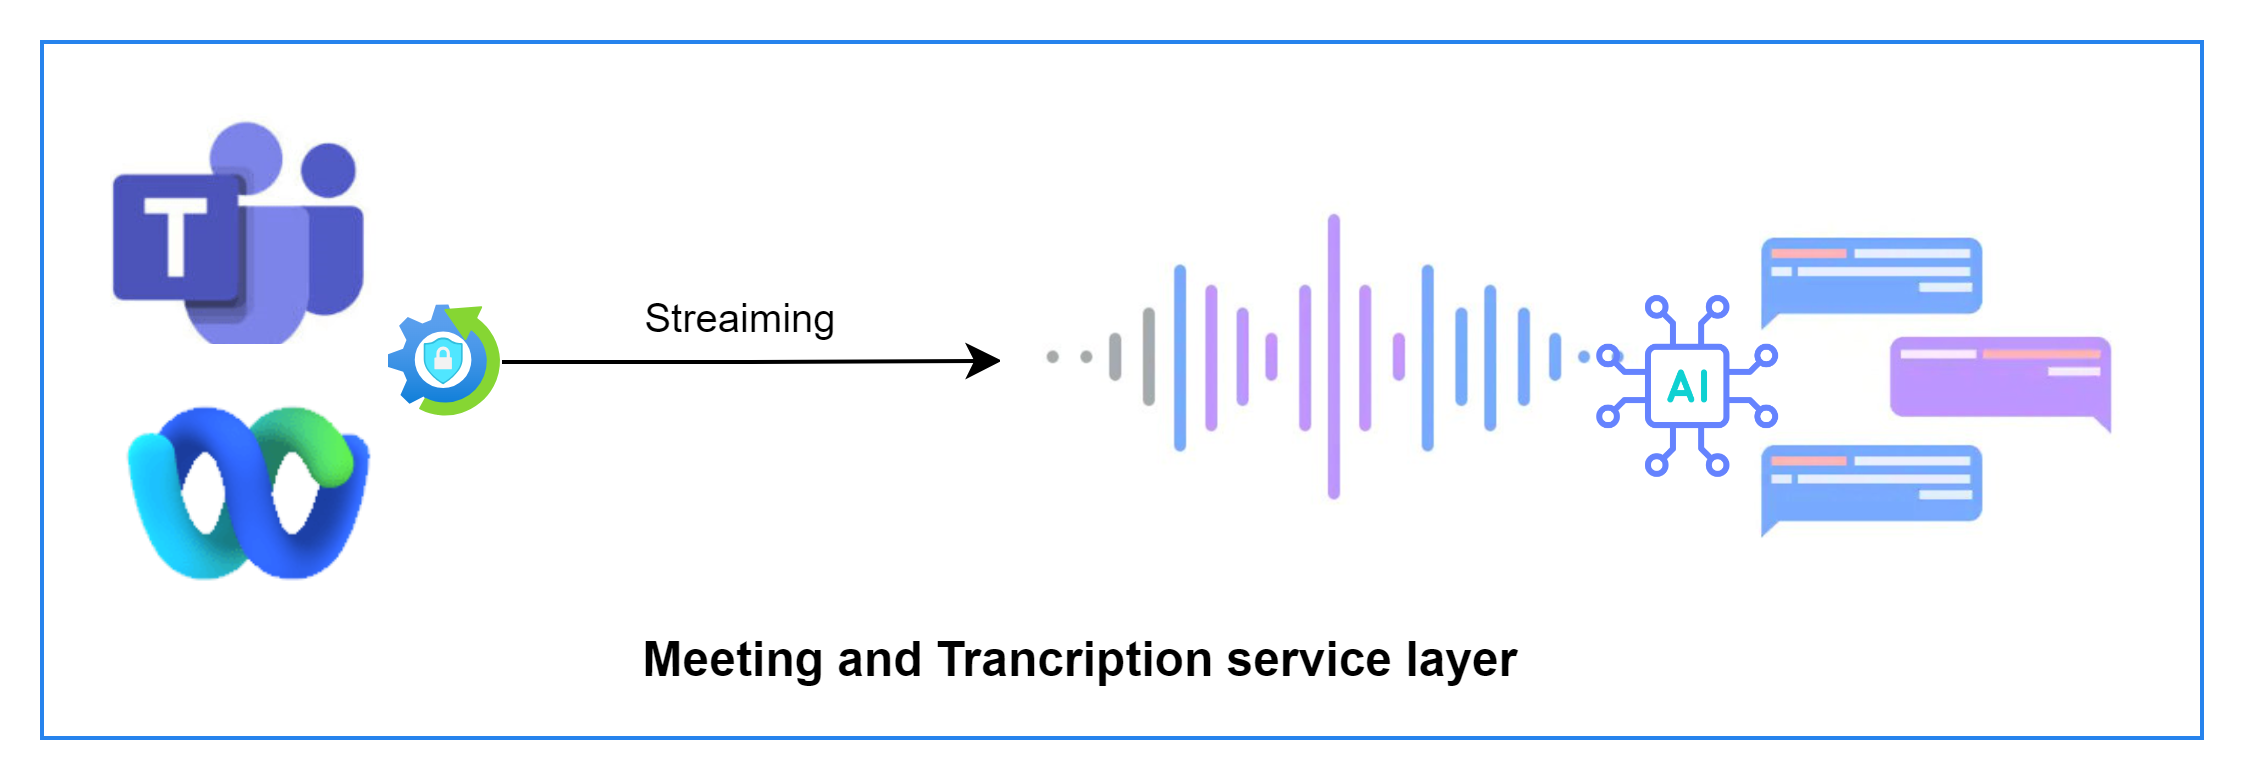 T
Streaiming
AI
Meeting and Trancription service layer